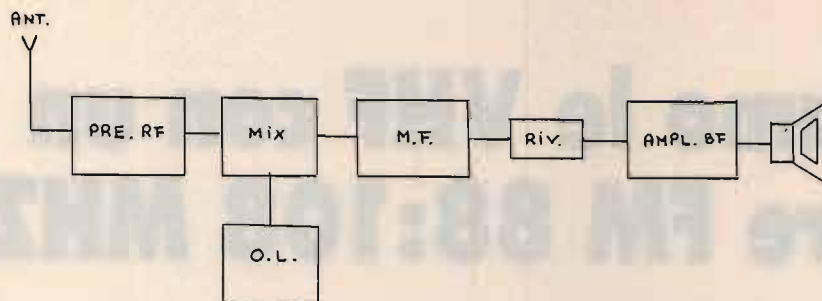 ANT.
PRE. RF
MIX
M.F.
RIV.
AMPL. BF
O.L.